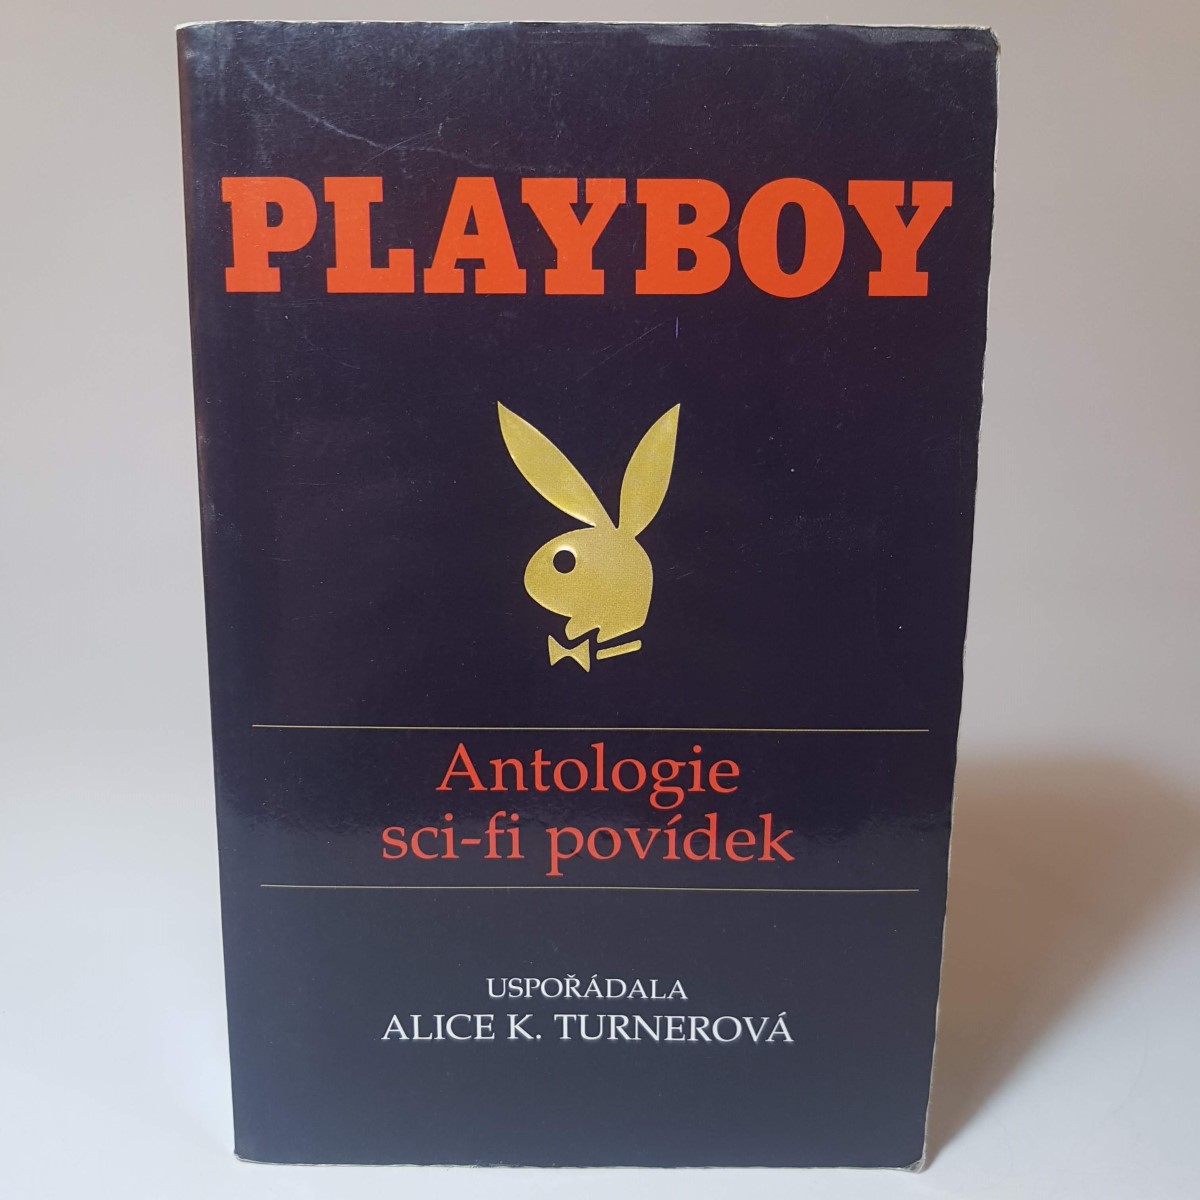 PLAYBOY
Antologie
sci-fi povídek
USPOŘÁDALA
ALICE K. TURNEROVÁ